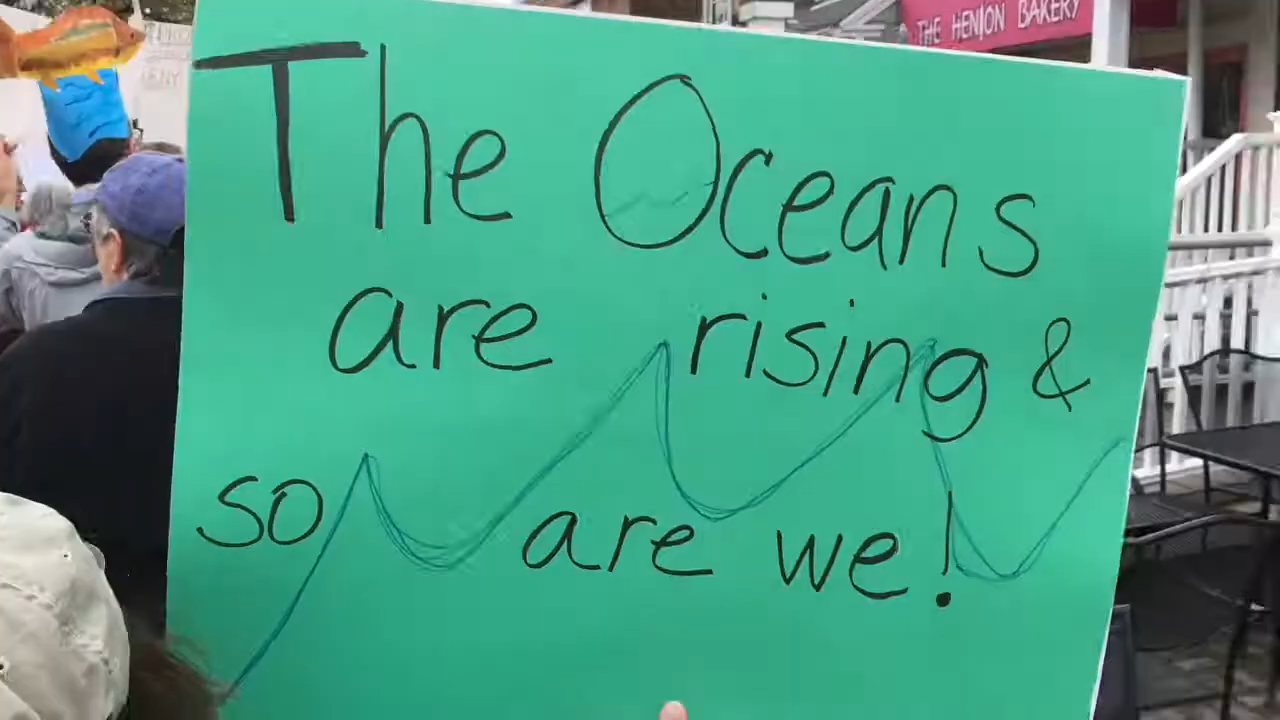 THE HENION BAKERY
The Oceans
are rising &
so are we!